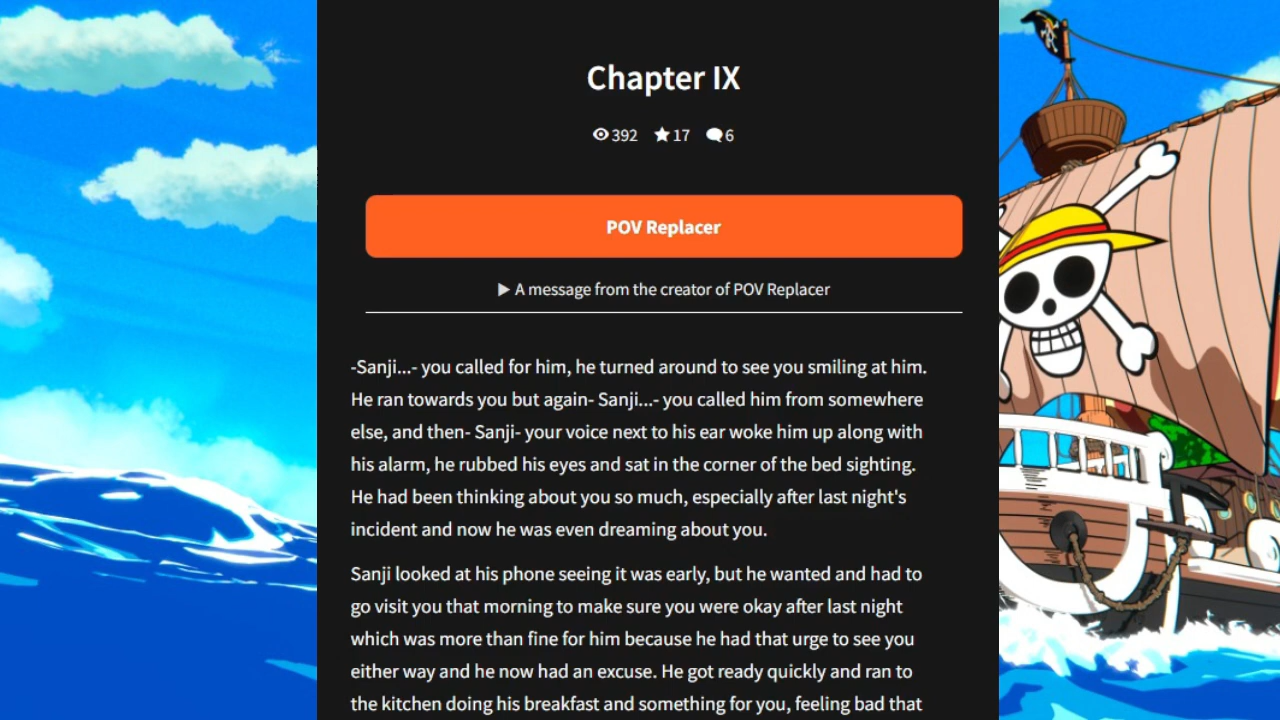 Chapter IX
392 17 6
POV Replacer
▶ A message from the creator of POV Replacer
-Sanji...- you called for him, he turned around to see you smiling at him.
He ran towards you but again- Sanji...- you called him from somewhere
else, and then- Sanji- your voice next to his ear woke him up along with
his alarm, he rubbed his eyes and sat in the corner of the bed sighting.
He had been thinking about you so much, especially after last night's
incident and now he was even dreaming about you.
Sanji looked at his phone seeing it was early, but he wanted and had to
go visit you that morning to make sure you were okay after last night
which was more than fine for him because he had that urge to see you
either way and he now had an excuse. He got ready quickly and ran to
the kitchen doing his breakfast and something for you, feeling bad that